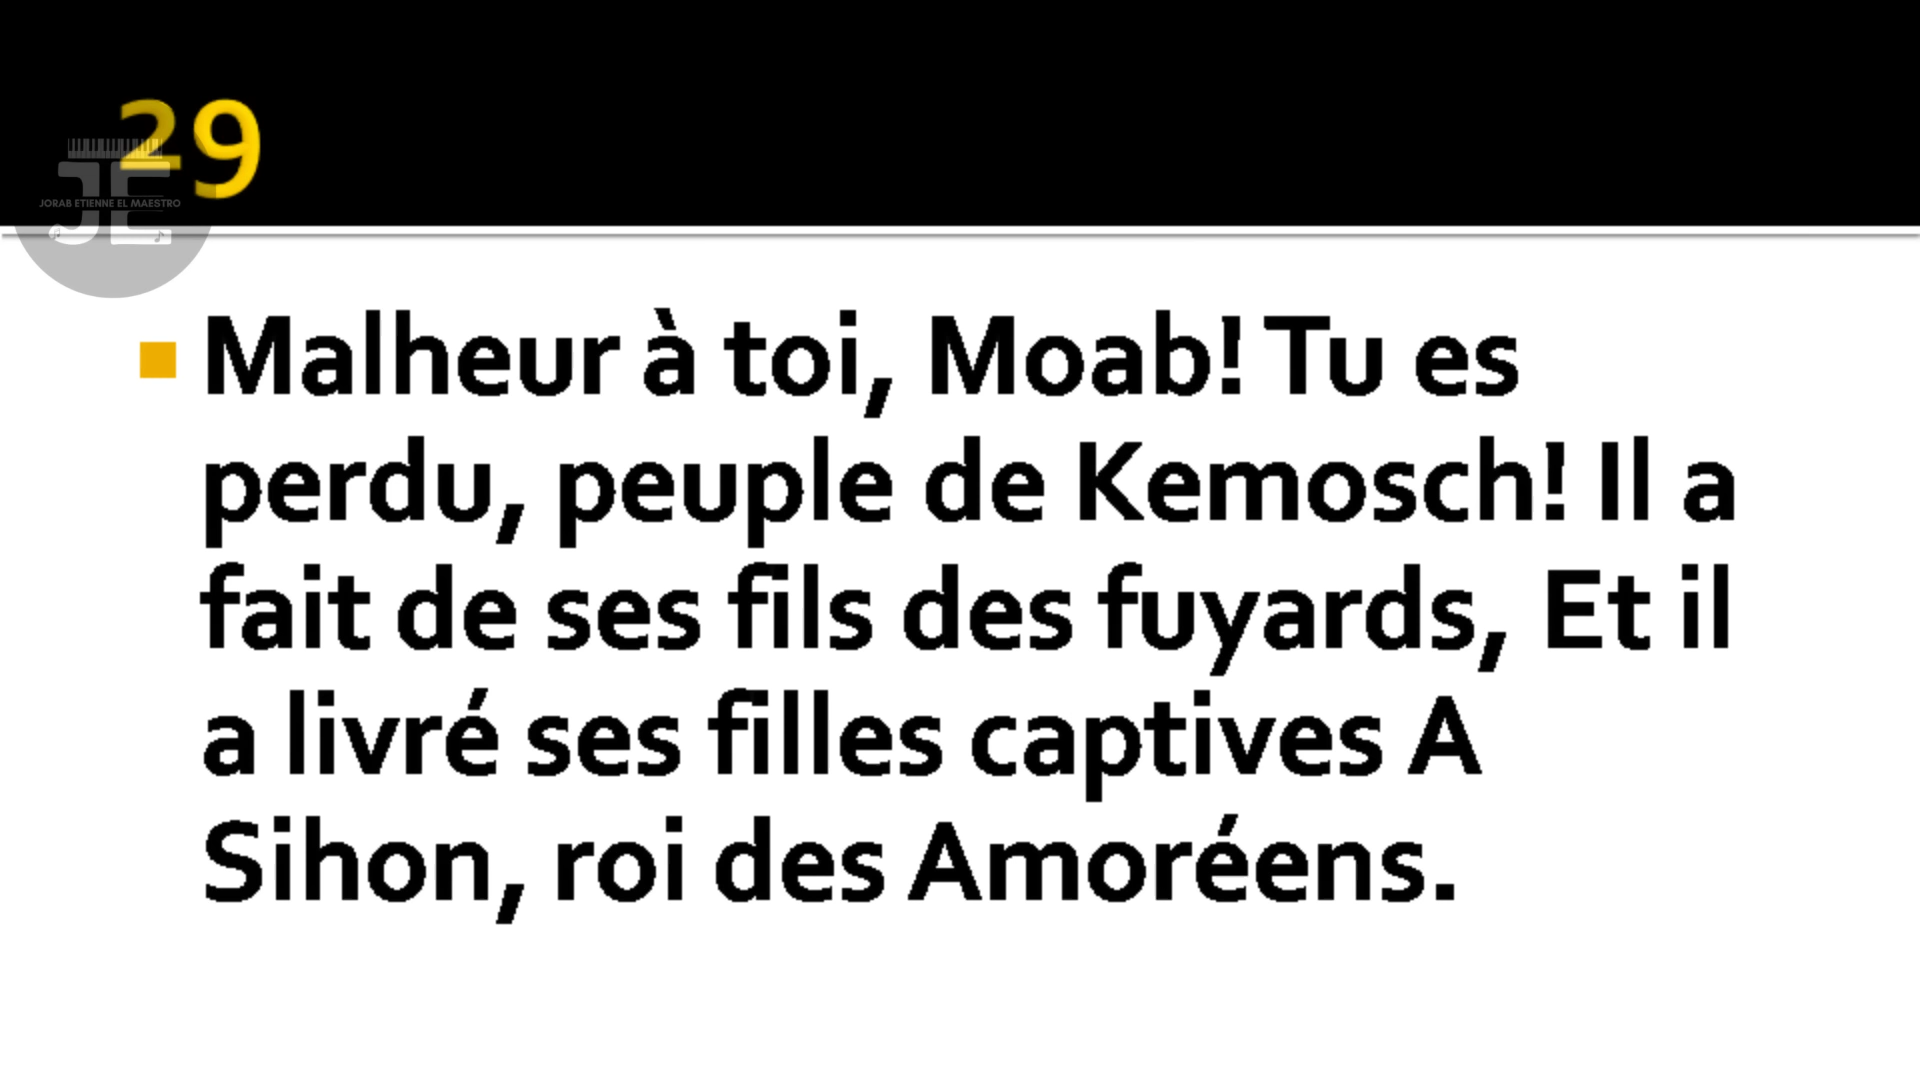 29
JE
JORAB ETIENNE EL MAESTRO
Malheur à toi, Moab! Tu es
perdu, peuple de Kemosch! Il a
fait de ses fils des fuyards, Et il
a livré ses filles captives A
Sihon, roi des Amoréens.